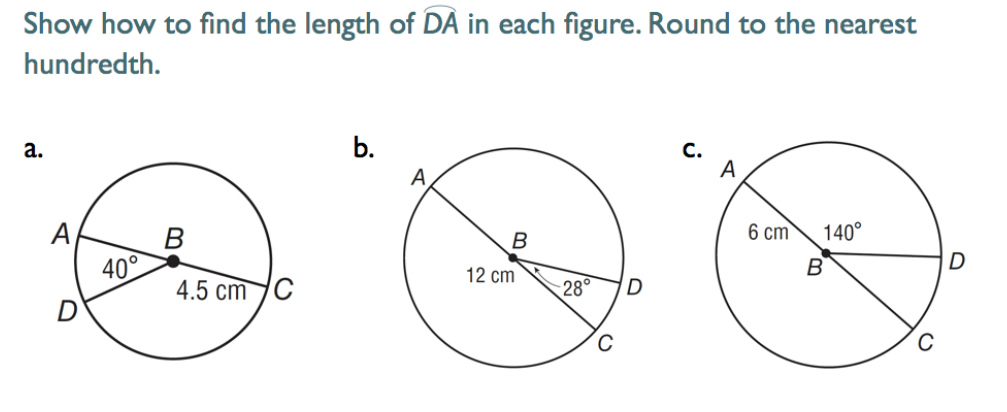 Show how to find the length of D͡A in each figure. Round to the nearest
hundredth.
a.
A
B
40°
4.5 cm
C
D
b.
A
B
12 cm
28°
D
C
c.
A
6 cm
140°
B
D
C